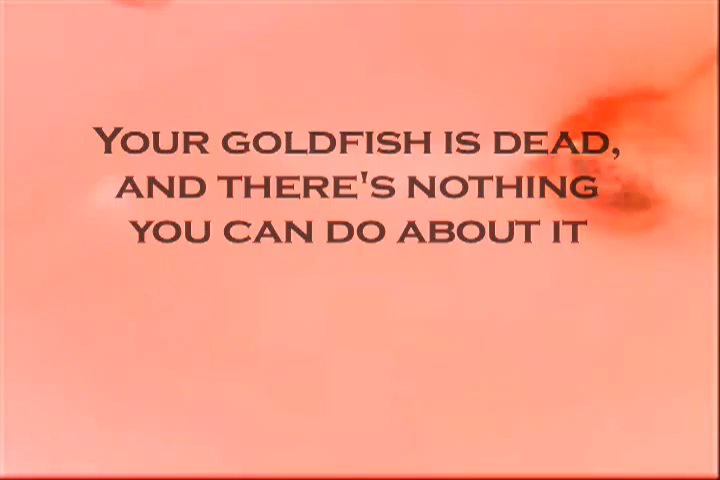 Your goldfish is dead,
and there's nothing
you can do about it